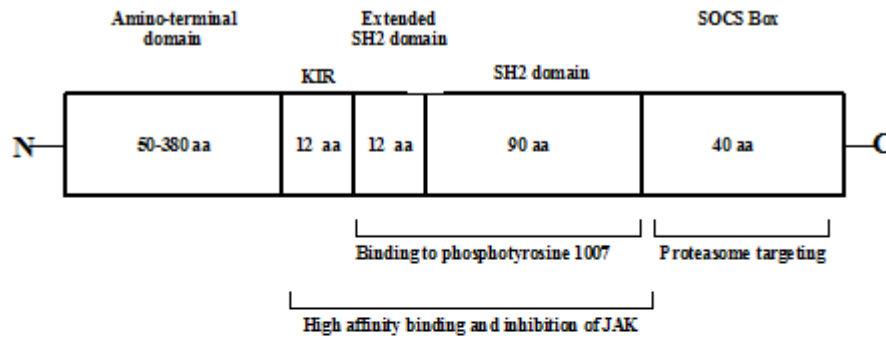 Amino-terminal
domain
Extended
SH2 domain
SOCS Box
KIR
SH2 domain
N
50-380 aa
12 aa
12 aa
90 aa
40 aa
C
Binding to phosphotyrosine 1007
Proteasome targeting
High affinity binding and inhibition of JAK